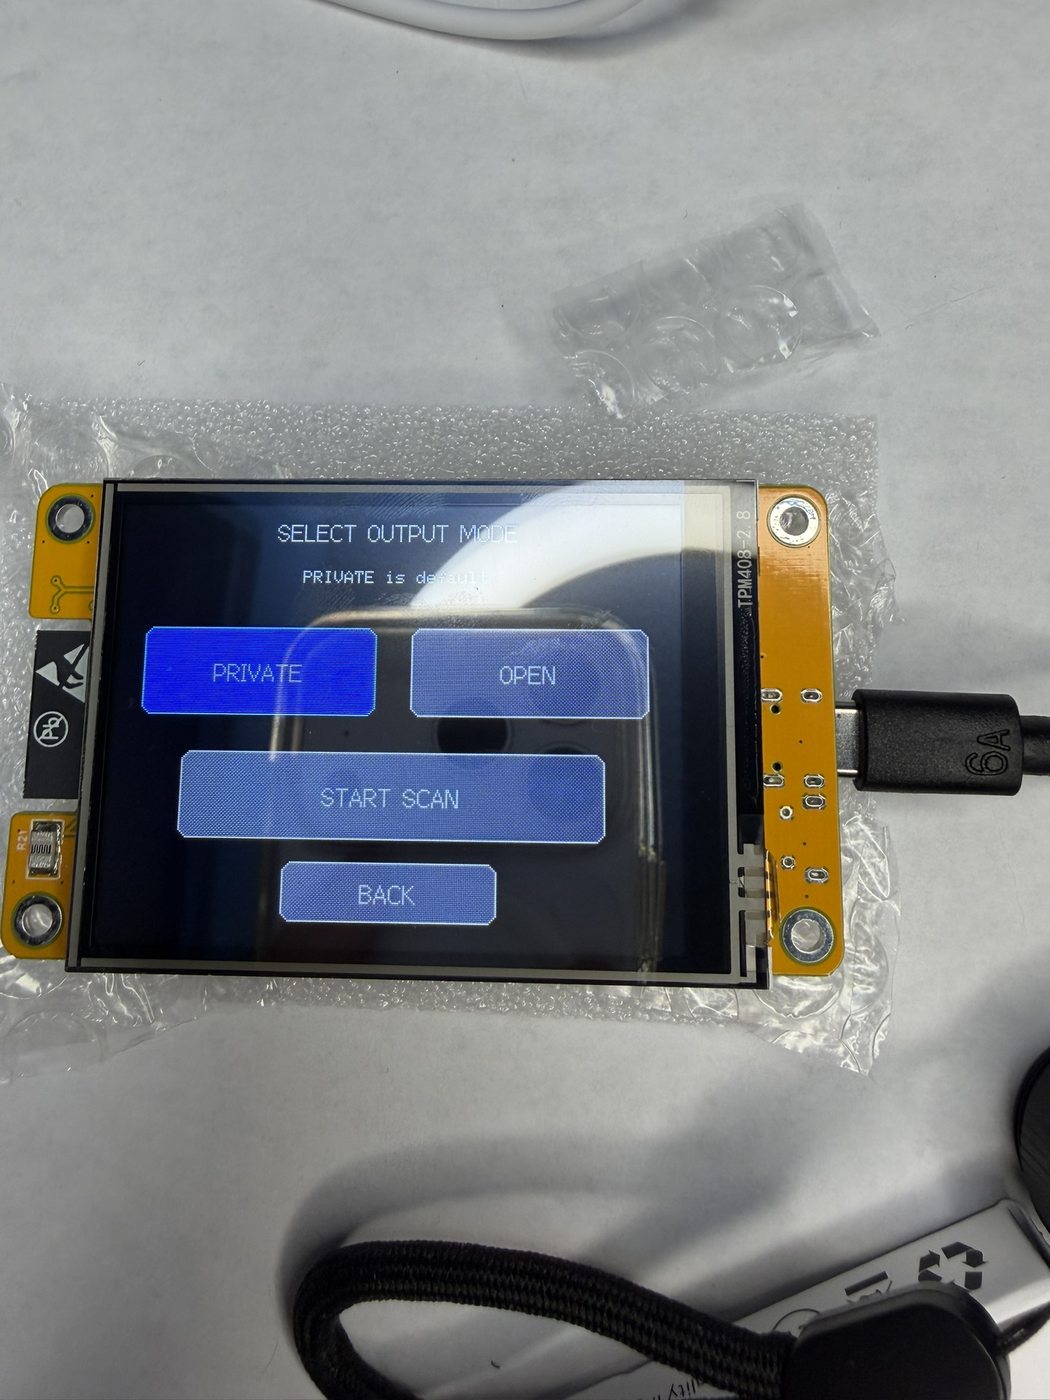 SELECT OUTPUT MODE
PRIVATE is default
PRIVATE
OPEN
START SCAN
BACK
TPM408-2.8
R21
6A